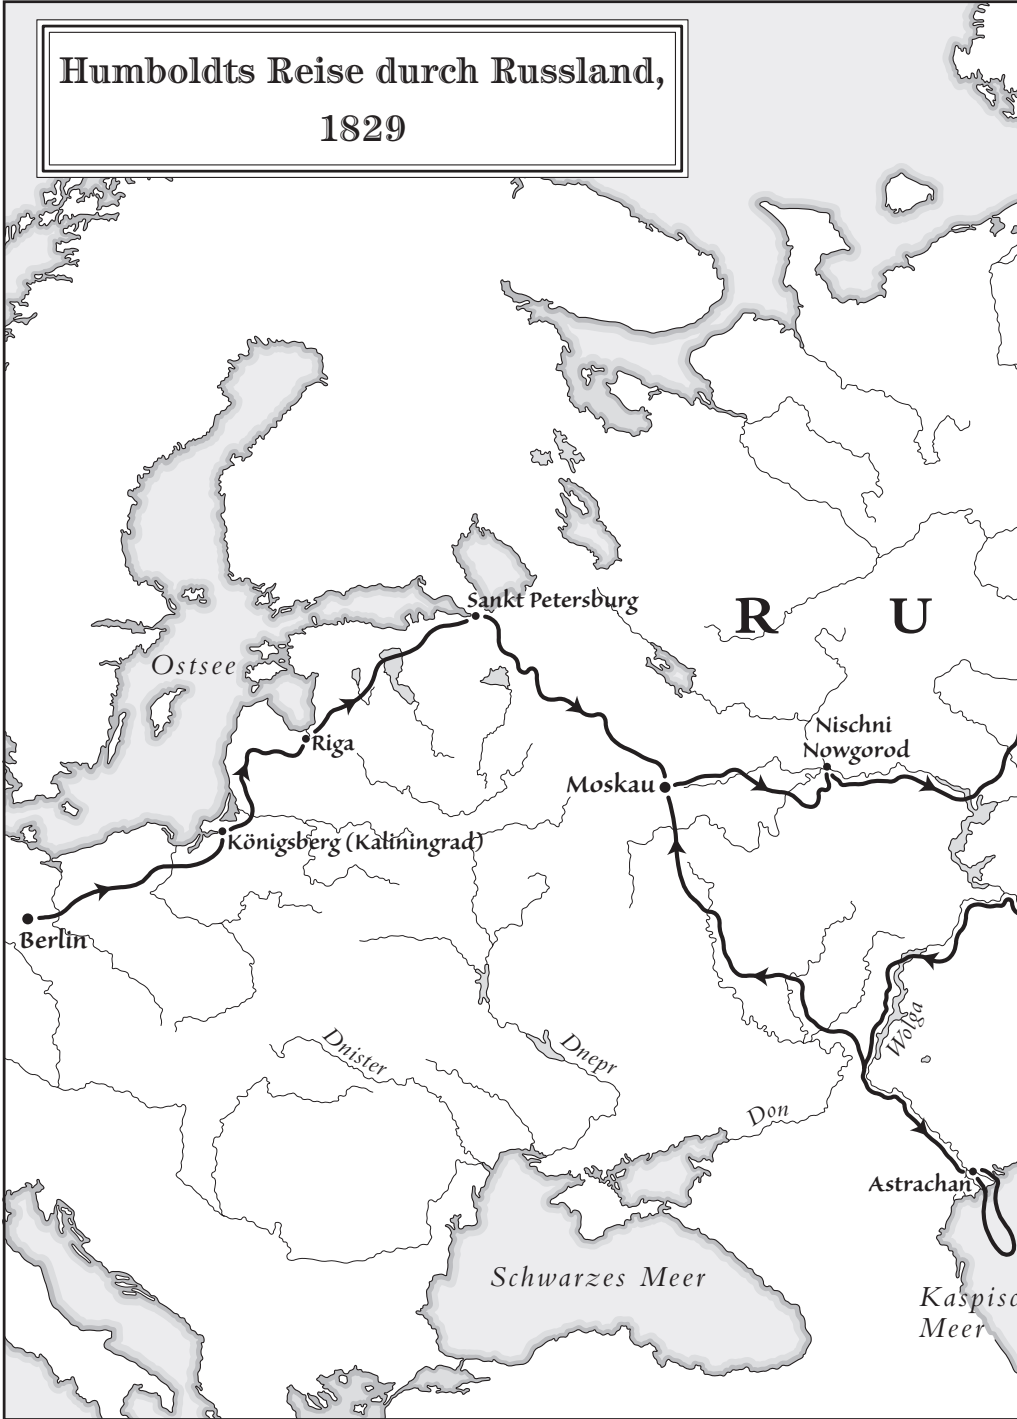 Humboldts Reise durch Russland,
1829
Sankt Petersburg
R U
Ostsee
Riga
Nischni
Nowgorod
Moskau
Königsberg (Kaliningrad)
Berlin
Wolga
Dnister
Dnepr
Don
Astrachan
Schwarzes Meer
Kaspisc
Meer